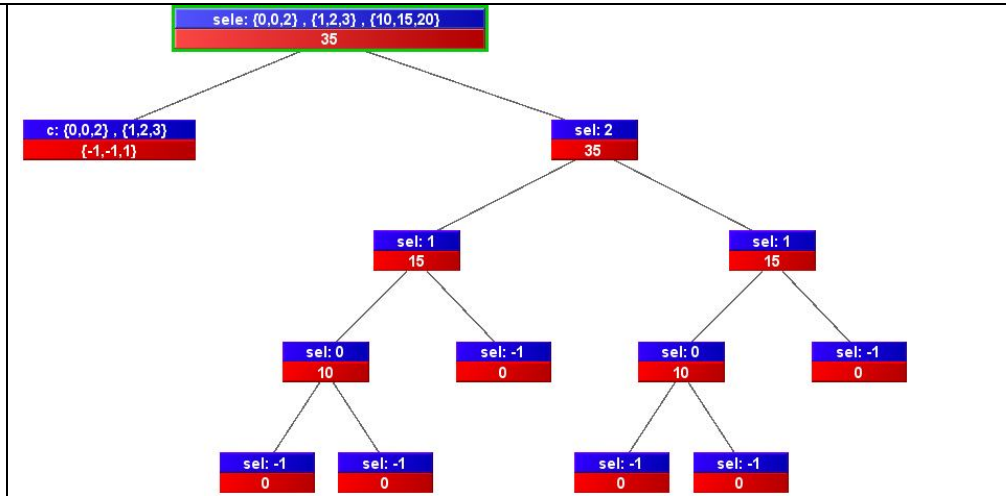 sele: {0,0,2} , {1,2,3} , {10,15,20}
35
c: {0,0,2} , {1,2,3}
{-1,-1,1}
sel: 2
35
sel: 1
15
sel: 1
15
sel: 0
10
sel: -1
0
sel: 0
10
sel: -1
0
sel: -1
0
sel: -1
0
sel: -1
0
sel: -1
0